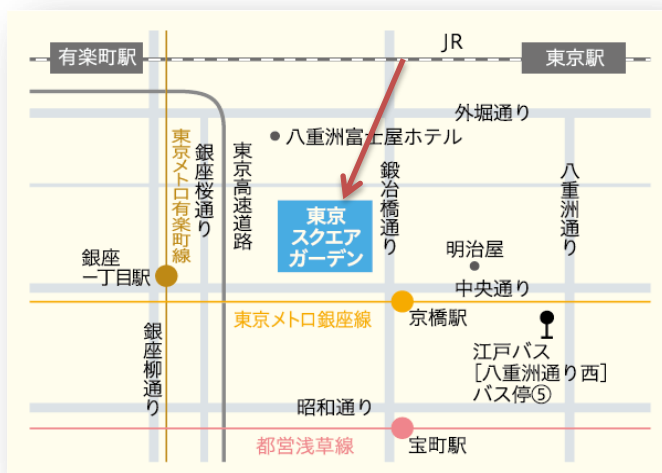 JR
有楽町駅
東京駅
外堀通り
八重洲富士屋ホテル
東京メトロ有楽町線
銀座桜通り
東京高速道路
鍛冶橋通り
八重洲通り
東京
スクエア
ガーデン
明治屋
銀座
一丁目駅
中央通り
東京メトロ銀座線
京橋駅
銀座柳通り
江戸バス
［八重洲通り西］
バス停⑤
昭和通り
都営浅草線
宝町駅